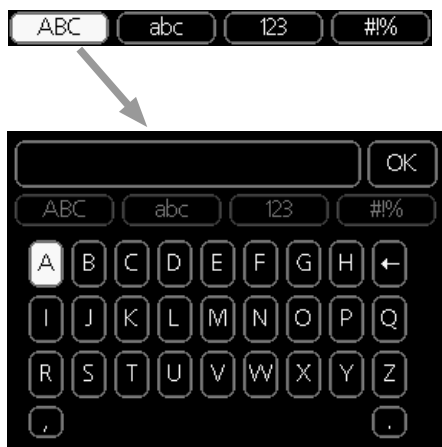 ABC abc 123 #!%
OK
ABC abc 123 #!%
A B C D E F G H ←
I J K L M N O P Q
R S T U V W X Y Z
, .